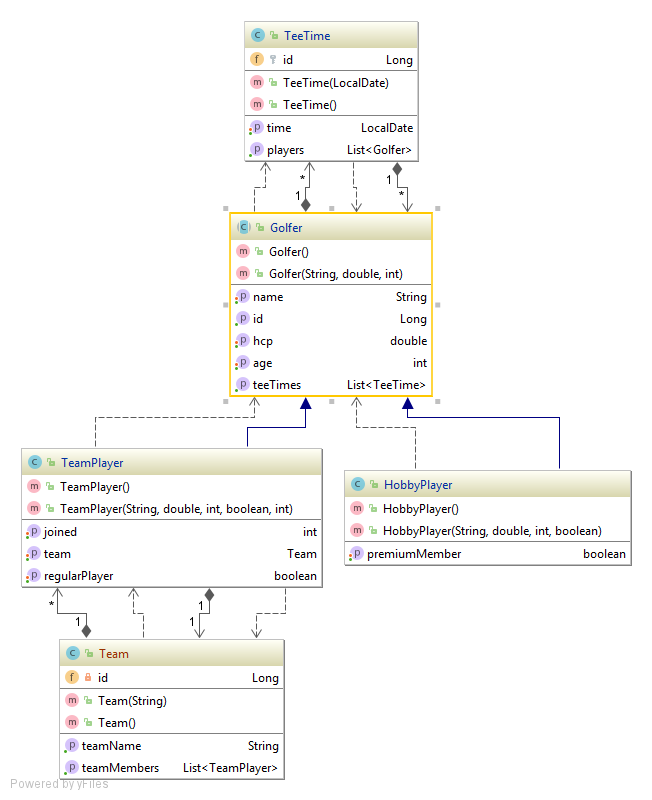 TeeTime
f id Long
m TeeTime(LocalDate)
m TeeTime()
p time LocalDate
p players List<Golfer>
* 1
1 *
C Golfer
m Golfer()
m Golfer(String, double, int)
p name String
p id Long
p hcp double
p age int
p teeTimes List<TeeTime>
C TeamPlayer
m TeamPlayer()
m TeamPlayer(String, double, int, boolean, int)
p joined int
p team Team
p regularPlayer boolean
C HobbyPlayer
m HobbyPlayer()
m HobbyPlayer(String, double, int, boolean)
p premiumMember boolean
* 1
1 1
C Team
f id Long
m Team(String)
m Team()
p teamName String
p teamMembers List<TeamPlayer>
Powered by yFiles